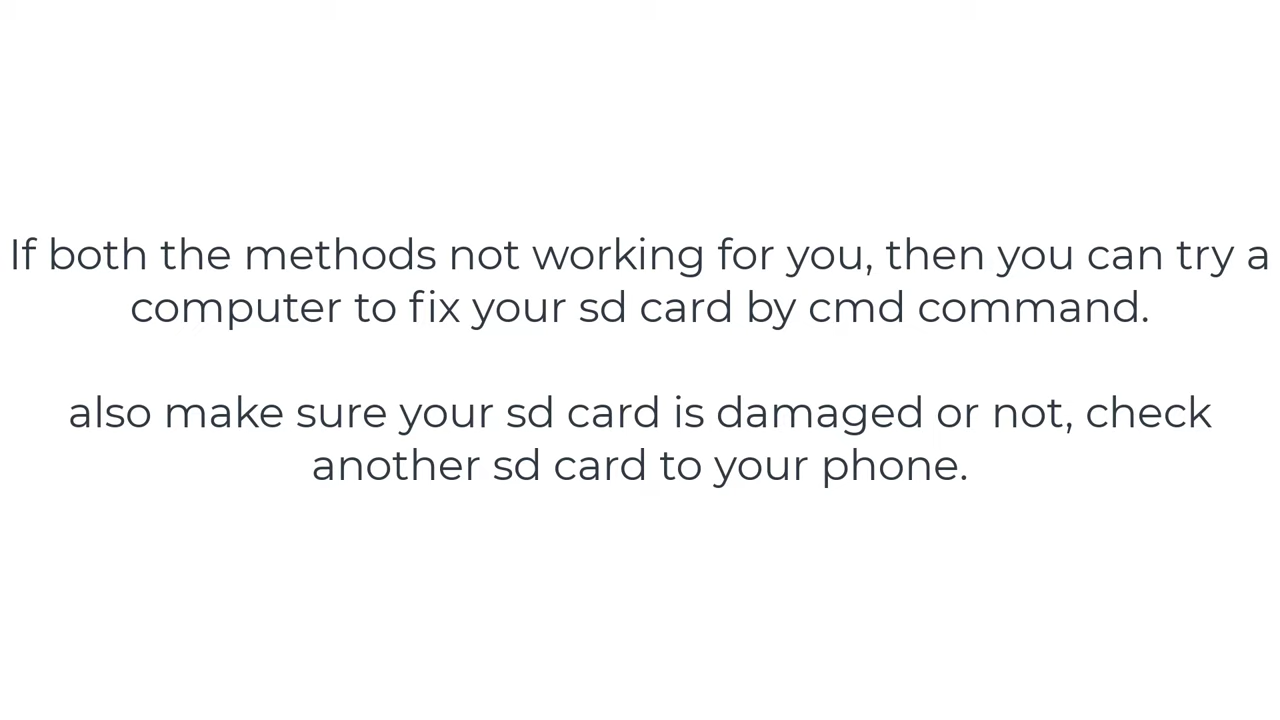 If both the methods not working for you, then you can try a
computer to fix your sd card by cmd command.
also make sure your sd card is damaged or not, check
another sd card to your phone.